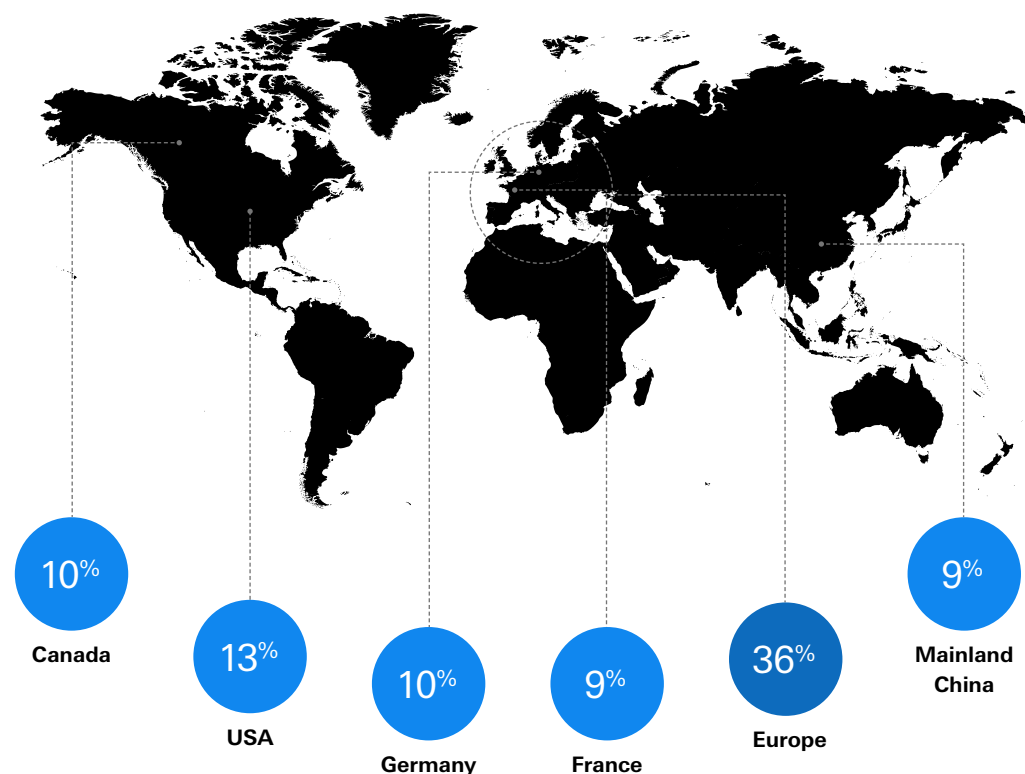 10%
Canada
13%
USA
10%
Germany
9%
France
36%
Europe
9%
Mainland
China